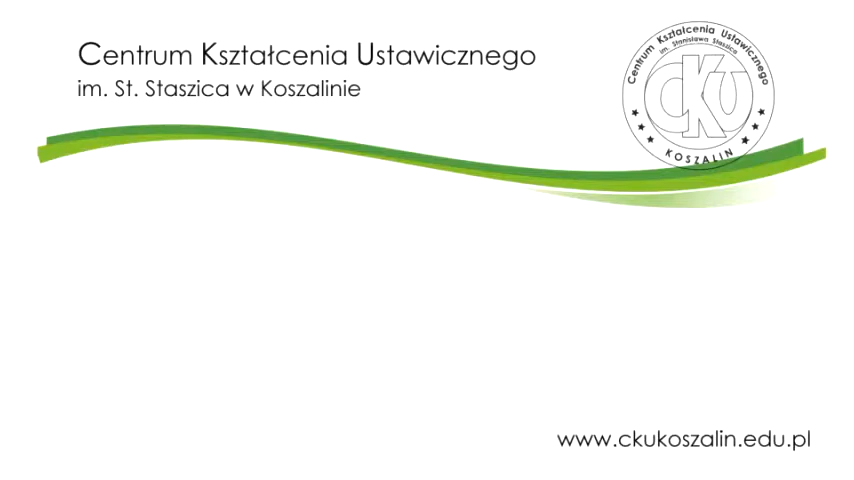 Centrum Kształcenia Ustawicznego
im. St. Staszica w Koszalinie
Centrum Kształcenia Ustawicznego
im. Stanisława Staszica
CKU
KOSZALIN
www.ckukoszalin.edu.pl